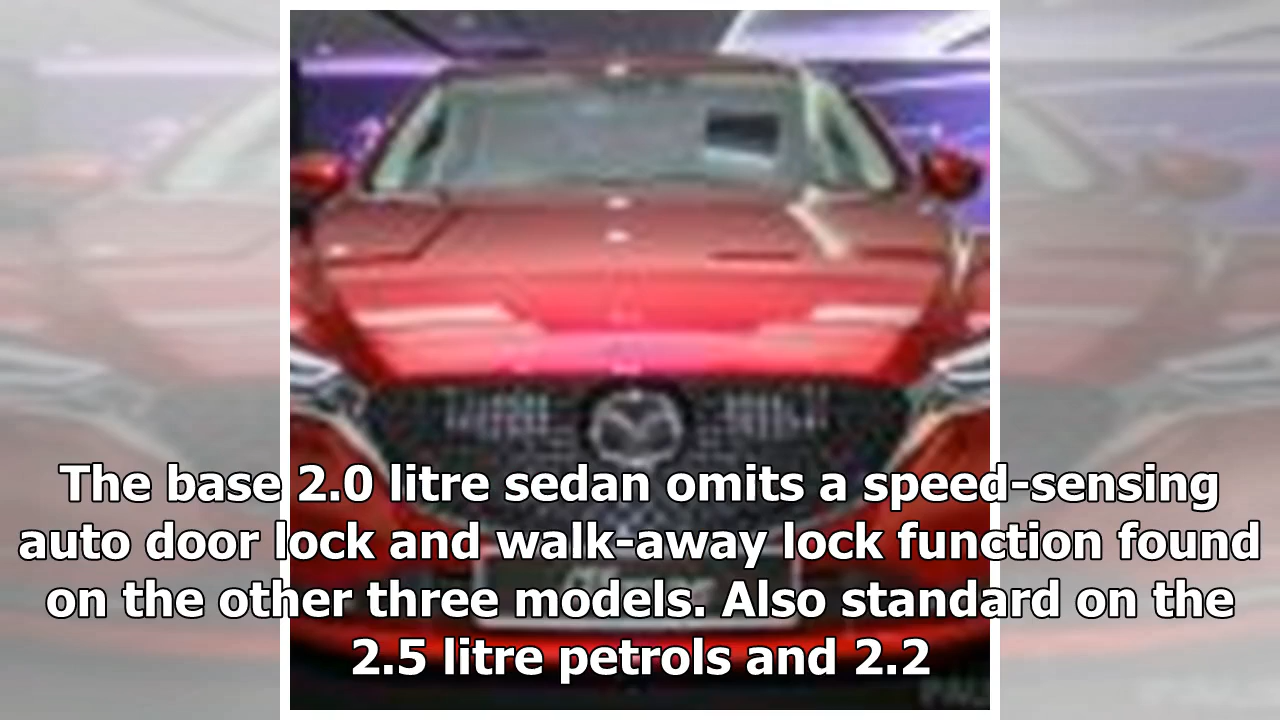 The base 2.0 litre sedan omits a speed-sensing
auto door lock and walk-away lock function found
on the other three models. Also standard on the
2.5 litre petrols and 2.2